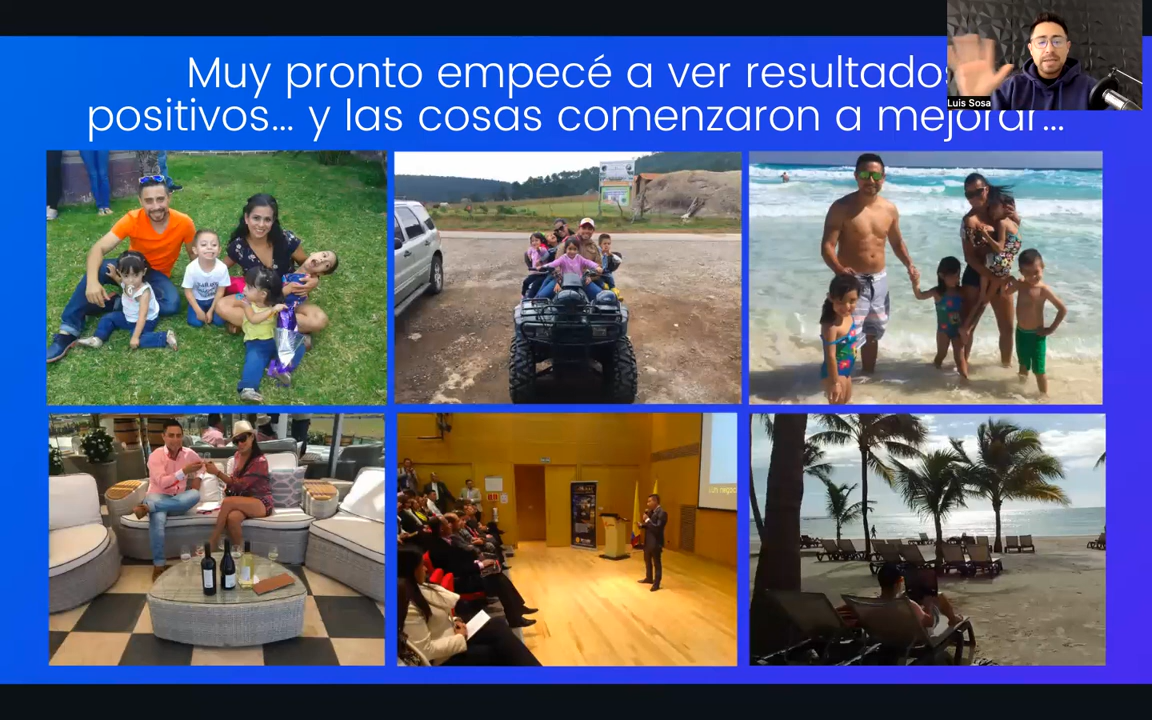 Muy pronto empecé a ver resultados
positivos... y las cosas comenzaron a mejorar...
Luis Sosa